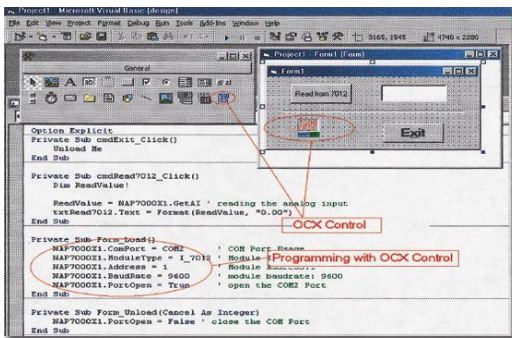 Project1 - Microsoft Visual Basic [design]
File Edit View Project Format Debug Run Tools Add-Ins Window Help
3165, 1545 4740 x 2280
General
Project1 - Form1 (Form)
Form1
Read from 7012
Exit
Option Explicit
Private Sub cmdExit_Click()
Unload Me
End Sub
Private Sub cmdRead7012_Click()
Dim ReadValue!
ReadValue = NAP7000X1.GetAI ' reading the analog input
txtRead7012.Text = Format(ReadValue, "0.00")
End Sub
OCX Control
Private Sub Form_Load()
NAP7000X1.ComPort = COM2 ' COM Port Usage
NAP7000X1.ModuleType = I_7012 ' Module
Programming with OCX Control
NAP7000X1.Address = 1 ' Module
NAP7000X1.BaudRate = 9600 ' module baudrate: 9600
NAP7000X1.PortOpen = True ' open the COM2 Port
End Sub
Private Sub Form_Unload(Cancel As Integer)
NAP7000X1.PortOpen = False ' close the COM Port
End Sub